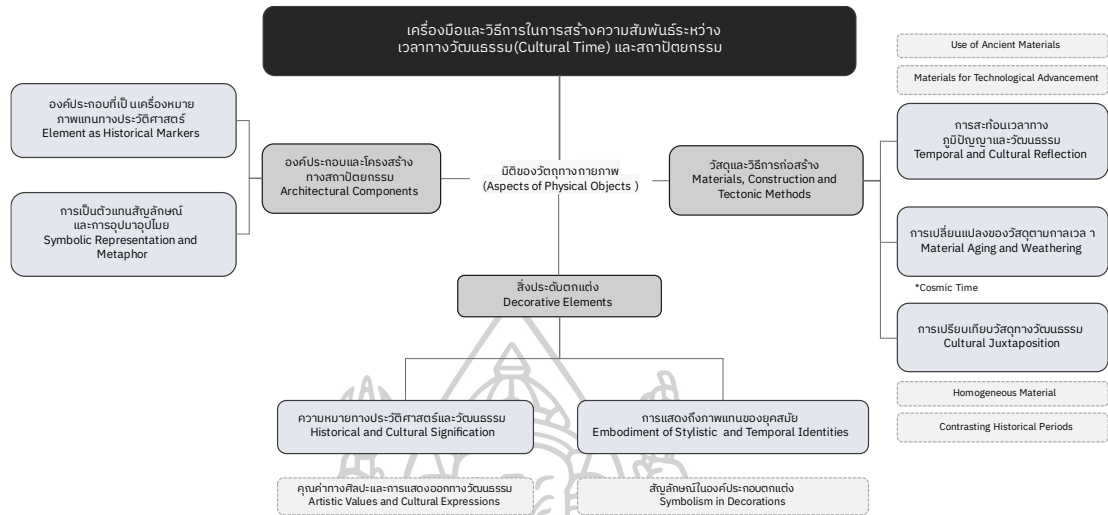 เครื่องมือและวิธีการในการสร้างความสัมพันธ์ระหว่าง
เวลาทางวัฒนธรรม(Cultural Time) และสถาปัตยกรรม
องค์ประกอบที่เป็นเครื่องหมาย
ภาพแทนทางประวัติศาสตร์
Element as Historical Markers
การเป็นตัวแทนสัญลักษณ์
และการอุปมาอุปไมย
Symbolic Representation and
Metaphor
องค์ประกอบและโครงสร้าง
ทางสถาปัตยกรรม
Architectural Components
มิติของวัตถุทางกายภาพ
(Aspects of Physical Objects )
วัสดุและวิธีการก่อสร้าง
Materials, Construction and
Tectonic Methods
Use of Ancient Materials
Materials for Technological Advancement
การสะท้อนเวลาทาง
ภูมิปัญญาและวัฒนธรรม
Temporal and Cultural Reflection
การเปลี่ยนแปลงของวัสดุตามกาลเวล า
Material Aging and Weathering
*Cosmic Time
การเปรียบเทียบวัสดุทางวัฒนธรรม
Cultural Juxtaposition
Homogeneous Material
Contrasting Historical Periods
สิ่งประดับตกแต่ง
Decorative Elements
ความหมายทางประวัติศาสตร์และวัฒนธรรม
Historical and Cultural Signification
การแสดงถึงภาพแทนของยุคสมัย
Embodiment of Stylistic and Temporal Identities
คุณค่าทางศิลปะและการแสดงออกทางวัฒนธรรม
Artistic Values and Cultural Expressions
สัญลักษณ์ในองค์ประกอบตกแต่ง
Symbolism in Decorations